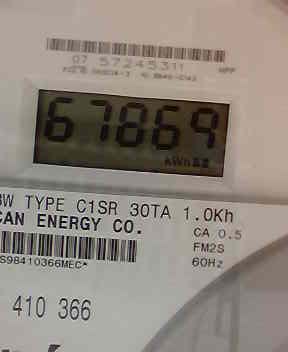 07 57245311
67869
kWh
W TYPE C1SR 30TA 1.0Kh
CAN ENERGY CO.
CA 0.5
FM2S
60Hz
S98410366MEC*
410 366